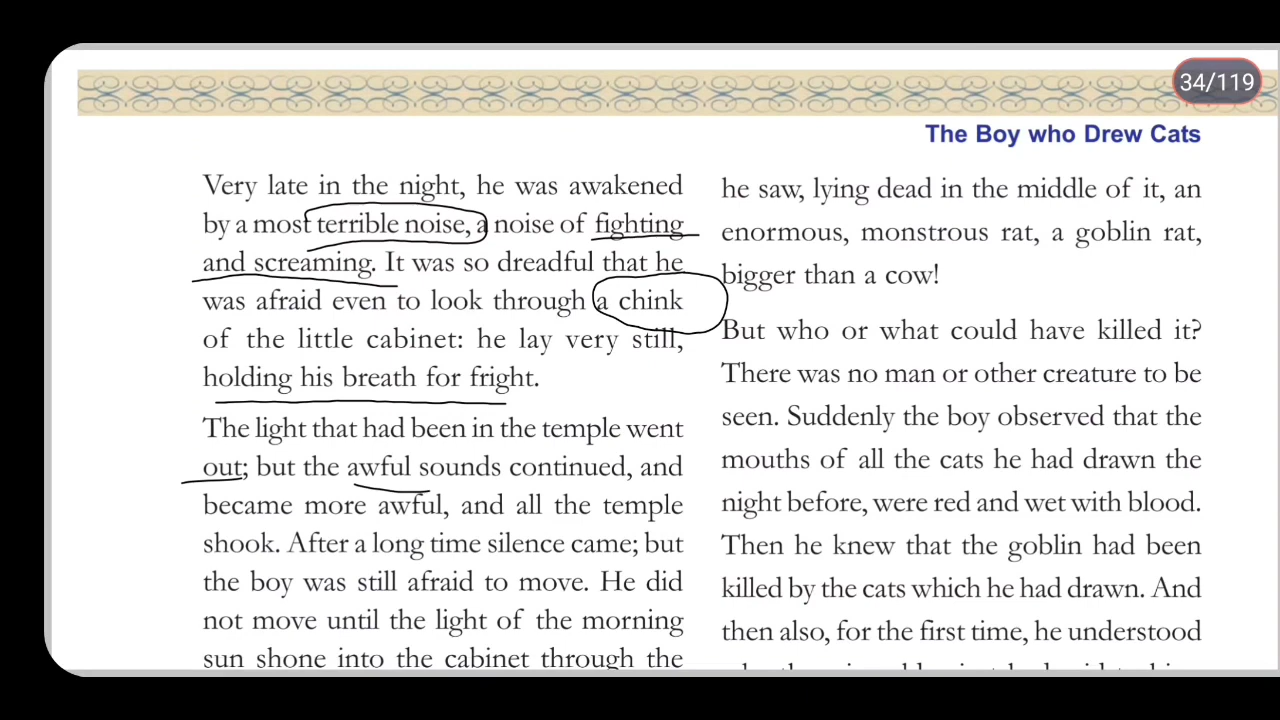 34/119
The Boy who Drew Cats
Very late in the night, he was awakened
by a most terrible noise, a noise of fighting
and screaming. It was so dreadful that he
was afraid even to look through a chink
of the little cabinet: he lay very still,
holding his breath for fright.
The light that had been in the temple went
out; but the awful sounds continued, and
became more awful, and all the temple
shook. After a long time silence came; but
the boy was still afraid to move. He did
not move until the light of the morning
sun shone into the cabinet through the
he saw, lying dead in the middle of it, an
enormous, monstrous rat, a goblin rat,
bigger than a cow!
But who or what could have killed it?
There was no man or other creature to be
seen. Suddenly the boy observed that the
mouths of all the cats he had drawn the
night before, were red and wet with blood.
Then he knew that the goblin had been
killed by the cats which he had drawn. And
then also, for the first time, he understood